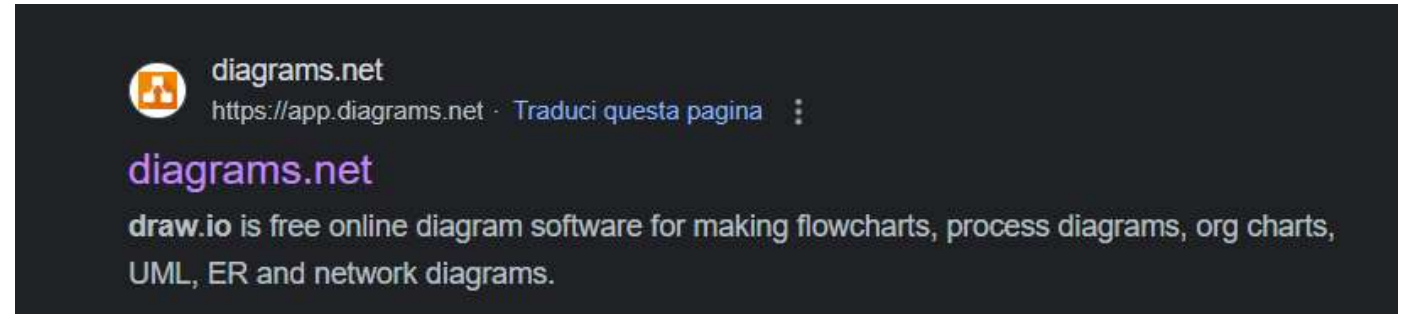 diagrams.net
https://app.diagrams.net · Traduci questa pagina
diagrams.net
draw.io is free online diagram software for making flowcharts, process diagrams, org charts,
UML, ER and network diagrams.